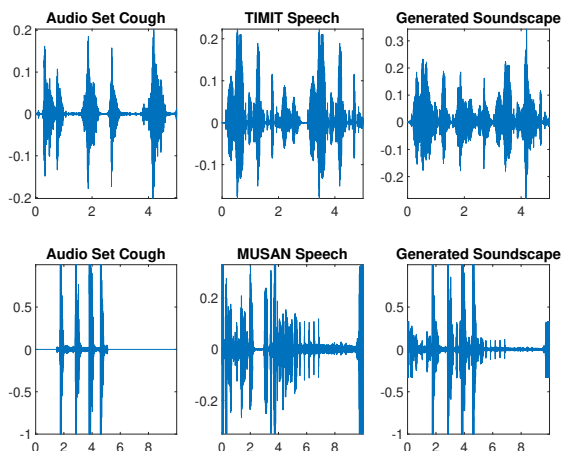 Audio Set Cough TIMIT Speech Generated Soundscape
0.2 0.2 0.3
0.1 0.1 0.2
0 0 0.1
-0.1 -0.1 0
-0.2 -0.1
-0.2
0 2 4 0 2 4 0 2 4
Audio Set Cough MUSAN Speech Generated Soundscape
0.5 0.2 0.5
0 0 0
-0.5 -0.2 -0.5
-1 -1
0 2 4 6 8 0 2 4 6 8 10 0 2 4 6 8 10